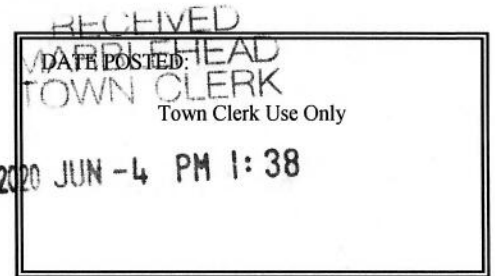 RECEIVED
MARBLEHEAD
DATE POSTED:
TOWN CLERK
Town Clerk Use Only
2020 JUN -4 PM 1:38